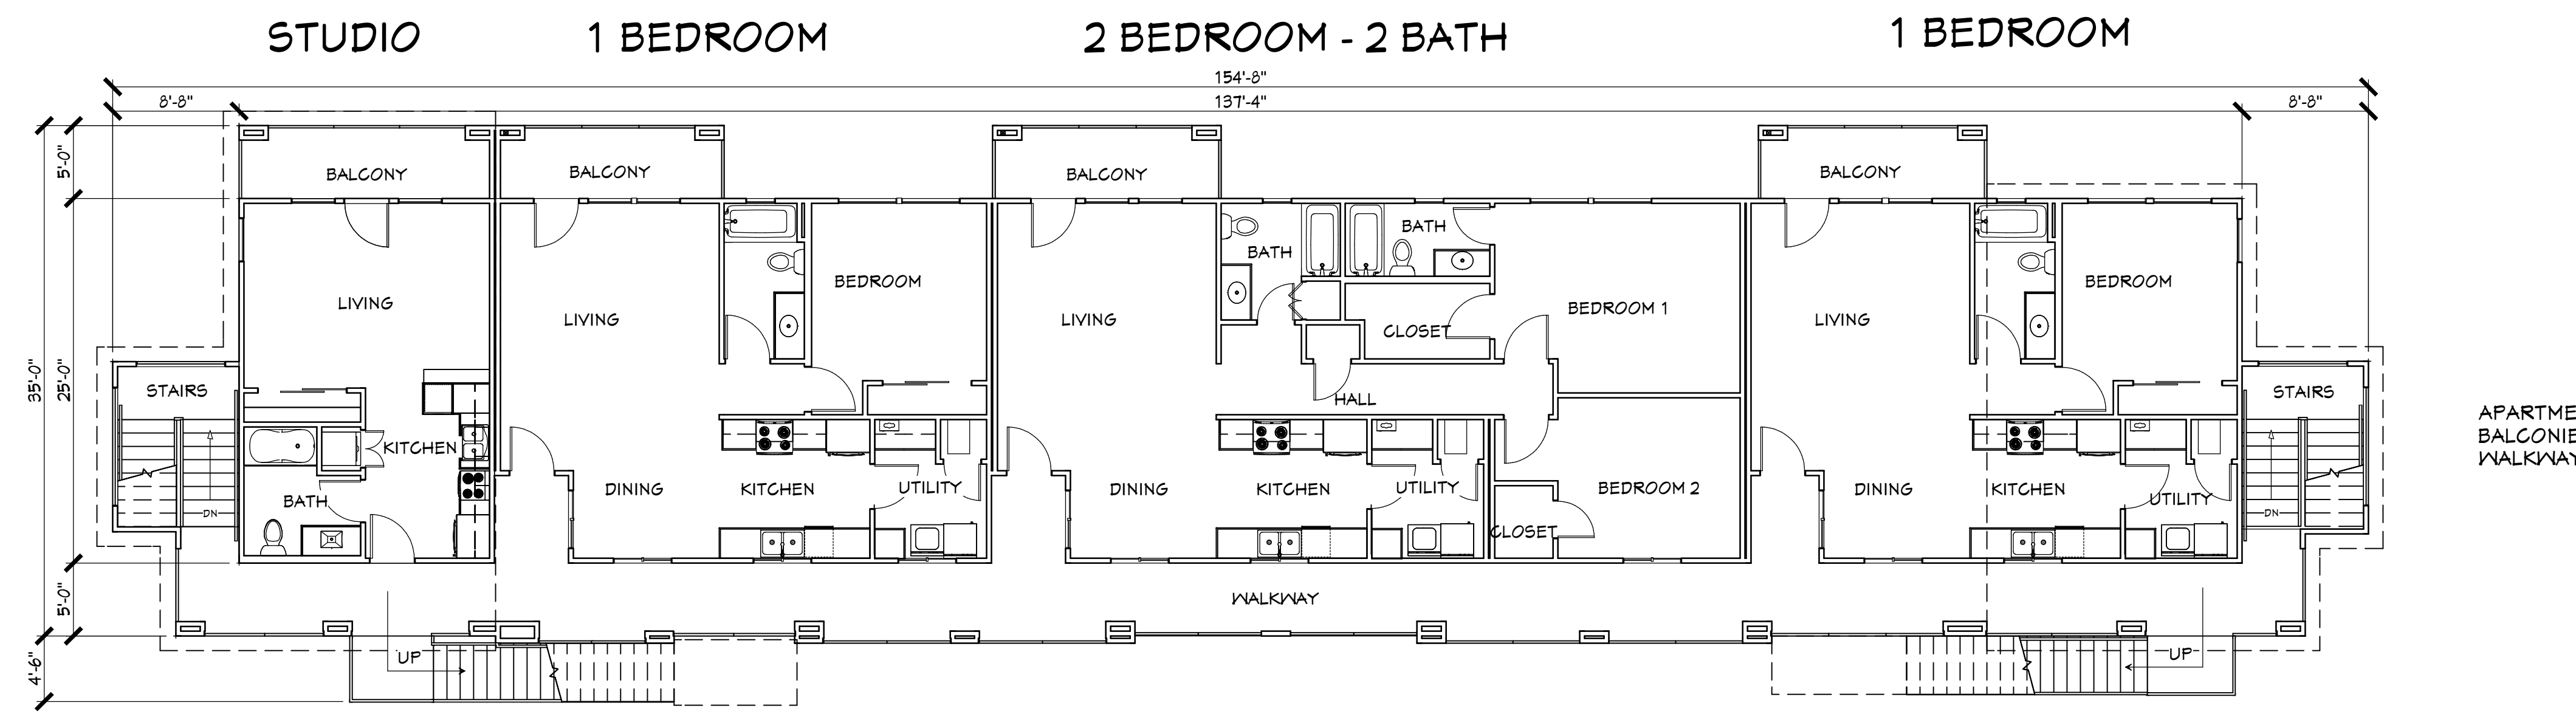 STUDIO
1 BEDROOM
2 BEDROOM - 2 BATH
1 BEDROOM
154'-8"
8'-8"
137'-4"
8'-8"
5'-0"
35'-0"
25'-0"
5'-0"
4'-6"
BALCONY
BALCONY
BALCONY
BALCONY
LIVING
LIVING
BEDROOM
LIVING
BATH
BATH
CLOSET
BEDROOM 1
LIVING
BEDROOM
STAIRS
HALL
STAIRS
KITCHEN
BATH
DN
DINING
KITCHEN
UTILITY
DINING
KITCHEN
UTILITY
CLOSET
BEDROOM 2
DINING
KITCHEN
UTILITY
DN
WALKWAY
UP
UP
APARTME
BALCONIE
WALKWAY